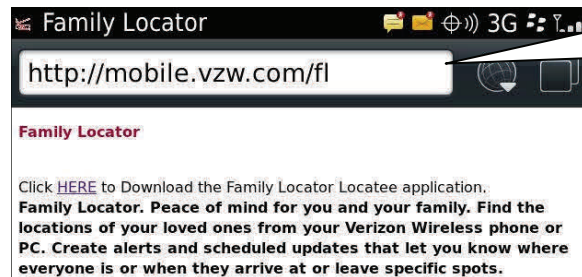 Family Locator
3G
http://mobile.vzw.com/fl
Family Locator
Click HERE to Download the Family Locator Locatee application.
Family Locator. Peace of mind for you and your family. Find the
locations of your loved ones from your Verizon Wireless phone or
PC. Create alerts and scheduled updates that let you know where
everyone is or when they arrive at or leave specific spots.